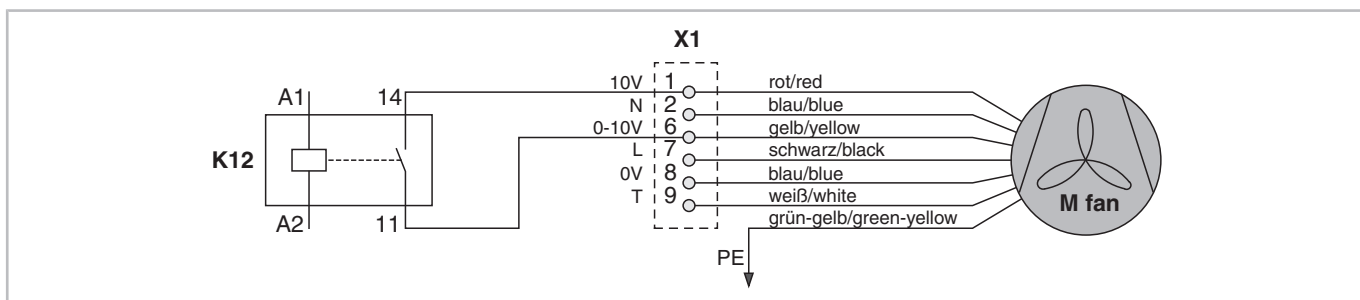 X1
10V 1 rot/red
A1 14
N 2 blau/blue
0-10V 6 gelb/yellow
L 7 schwarz/black
K12
0V 8 blau/blue
T 9 weiß/white
M fan
A2 11
grün-gelb/green-yellow
PE